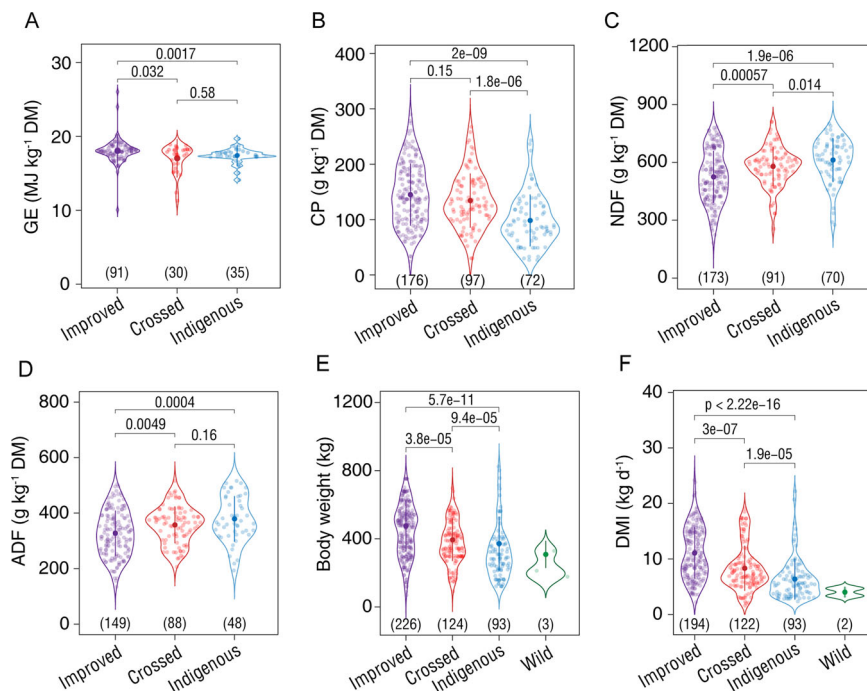 A
GE (MJ kg⁻¹ DM)
30
20
10
0
0.0017
0.032
0.58
(91)
(30)
(35)
Improved
Crossed
Indigenous
B
CP (g kg⁻¹ DM)
400
300
200
100
0
2e−09
0.15
1.8e−06
(176)
(97)
(72)
Improved
Crossed
Indigenous
C
NDF (g kg⁻¹ DM)
1200
900
600
300
0
1.9e−06
0.00057
0.014
(173)
(91)
(70)
Improved
Crossed
Indigenous
D
ADF (g kg⁻¹ DM)
800
600
400
200
0
0.0004
0.0049
0.16
(149)
(88)
(48)
Improved
Crossed
Indigenous
E
Body weight (kg)
1200
800
400
0
5.7e−11
9.4e−05
3.8e−05
(226)
(124)
(93)
(3)
Improved
Crossed
Indigenous
Wild
F
DMI (kg d⁻¹)
40
30
20
10
0
p < 2.22e−16
3e−07
1.9e−05
(194)
(122)
(93)
(2)
Improved
Crossed
Indigenous
Wild